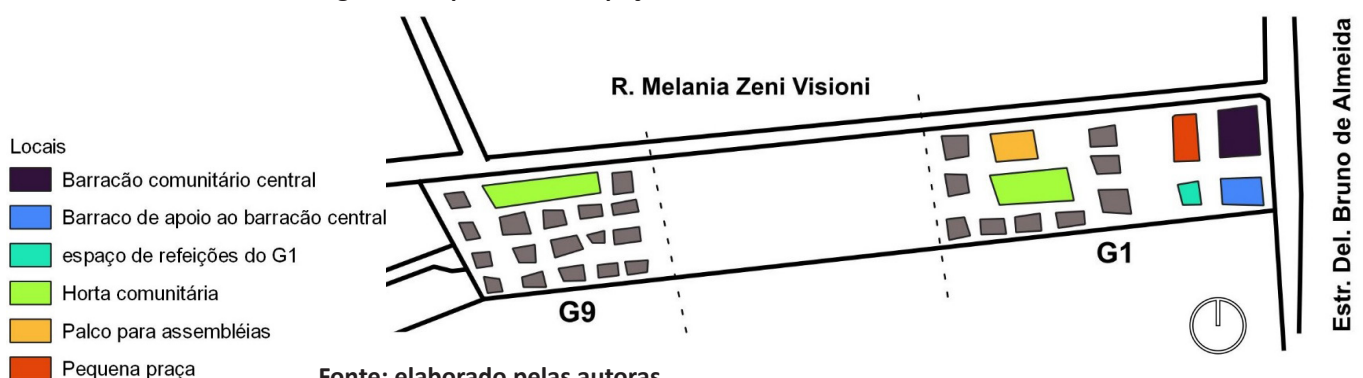 R. Melania Zeni Visioni
Estr. Del. Bruno de Almeida
Locais
Barracão comunitário central
Barraco de apoio ao barracão central
espaço de refeições do G1
Horta comunitária
Palco para assembléias
Pequena praça
G9
G1
Fonte: elaborado pelas autoras